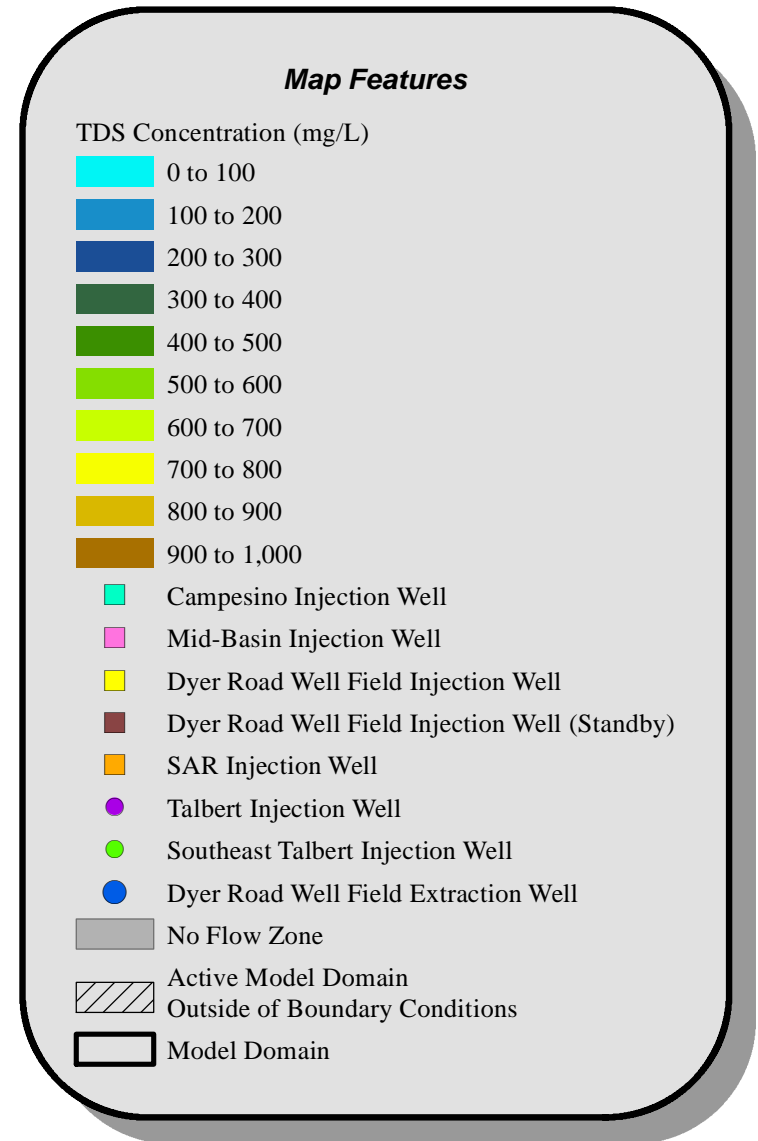 Map Features
TDS Concentration (mg/L)
0 to 100
100 to 200
200 to 300
300 to 400
400 to 500
500 to 600
600 to 700
700 to 800
800 to 900
900 to 1,000
Campesino Injection Well
Mid-Basin Injection Well
Dyer Road Well Field Injection Well
Dyer Road Well Field Injection Well (Standby)
SAR Injection Well
Talbert Injection Well
Southeast Talbert Injection Well
Dyer Road Well Field Extraction Well
No Flow Zone
Active Model Domain
Outside of Boundary Conditions
Model Domain